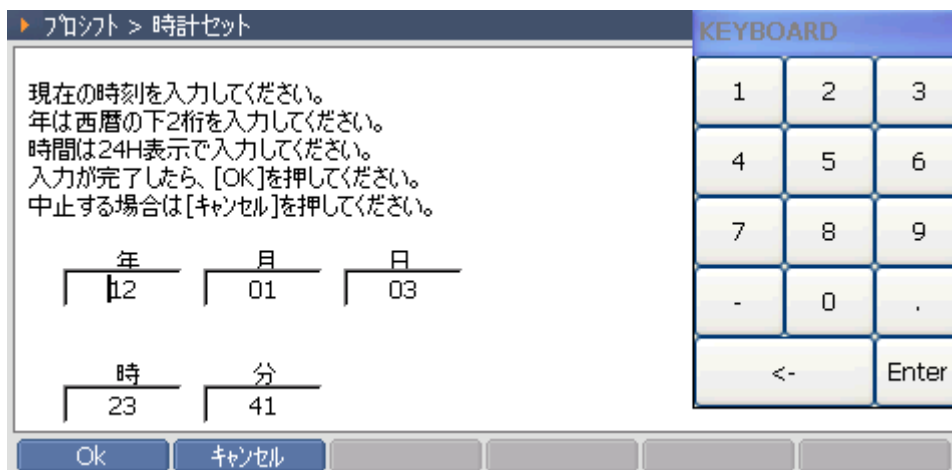 プロシフト > 時計セット
KEYBOARD
現在の時刻を入力してください。
年は西暦の下2桁を入力してください。
時間は24H表示で入力してください。
入力が完了したら、[OK]を押してください。
中止する場合は[キャンセル]を押してください。
年 月 日
12 01 03
時 分
23 41
1 2 3
4 5 6
7 8 9
- 0 .
<- Enter
Ok キャンセル